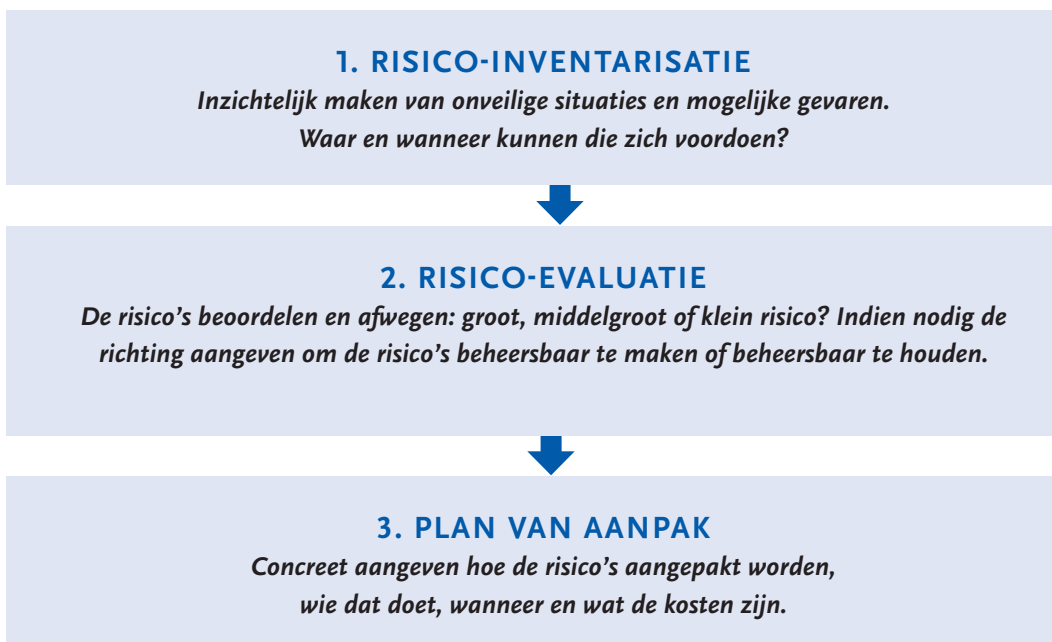 1. RISICO-INVENTARISATIE
Inzichtelijk maken van onveilige situaties en mogelijke gevaren.
Waar en wanneer kunnen die zich voordoen?
2. RISICO-EVALUATIE
De risico’s beoordelen en afwegen: groot, middelgroot of klein risico? Indien nodig de
richting aangeven om de risico’s beheersbaar te maken of beheersbaar te houden.
3. PLAN VAN AANPAK
Concreet aangeven hoe de risico’s aangepakt worden,
wie dat doet, wanneer en wat de kosten zijn.